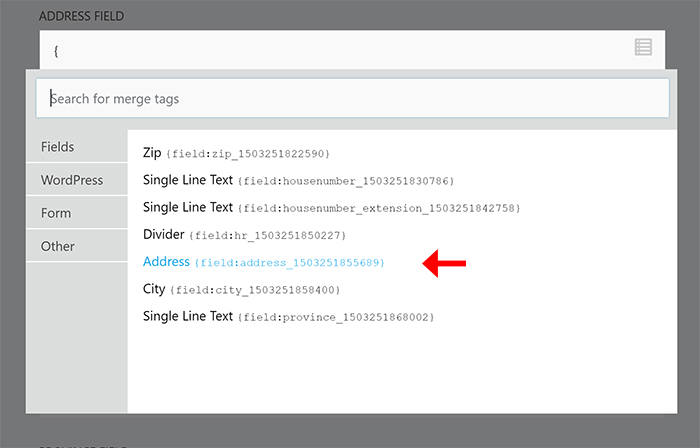 ADDRESS FIELD
{
Search for merge tags
Fields
WordPress
Form
Other
Zip {field:zip_1503251822590}
Single Line Text {field:housenumber_1503251830786}
Single Line Text {field:housenumber_extension_1503251842758}
Divider {field:hr_1503251850227}
Address {field:address_1503251855689}
City {field:city_1503251858400}
Single Line Text {field:province_1503251868002}